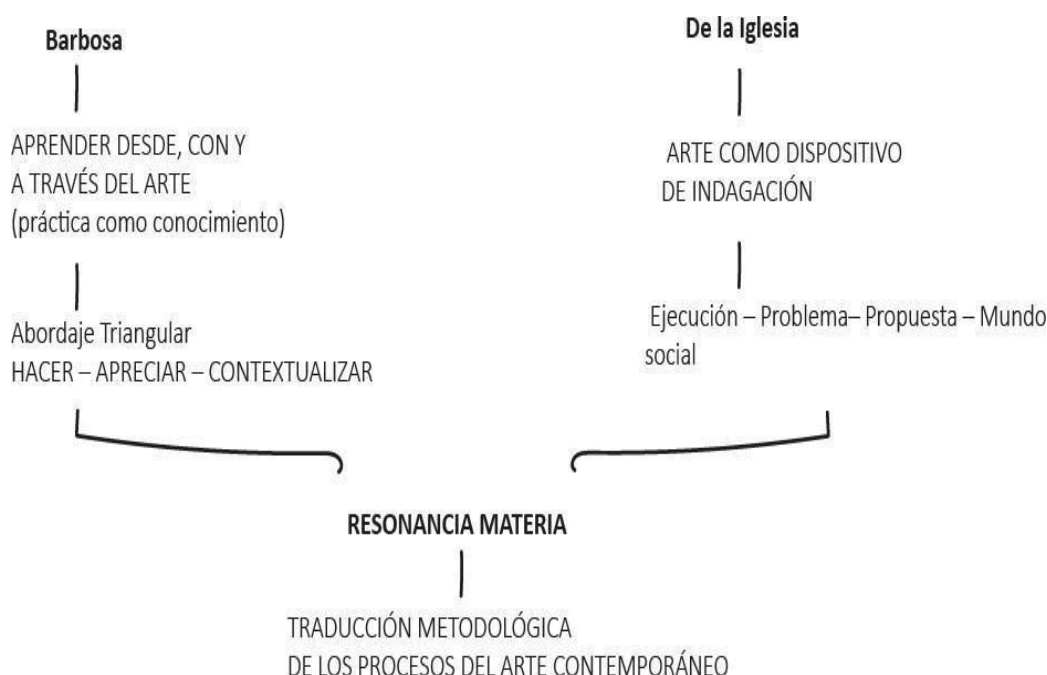 Barbosa
APRENDER DESDE, CON Y
A TRAVÉS DEL ARTE
(práctica como conocimiento)
Abordaje Triangular
HACER – APRECIAR – CONTEXTUALIZAR
De la Iglesia
ARTE COMO DISPOSITIVO
DE INDAGACIÓN
Ejecución – Problema– Propuesta – Mundo
social
RESONANCIA MATERIA
TRADUCCIÓN METODOLÓGICA
DE LOS PROCESOS DEL ARTE CONTEMPORÁNEO